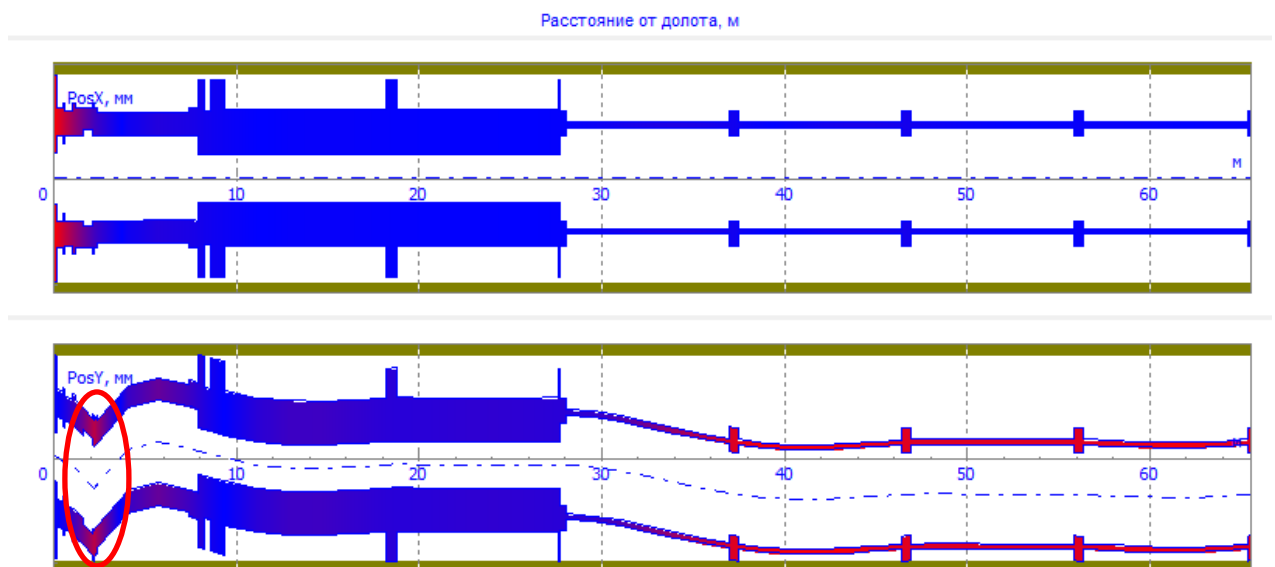 Расстояние от долота, м
PosX, мм
м
0 10 20 30 40 50 60
PosY, мм
0 10 20 30 40 50 60